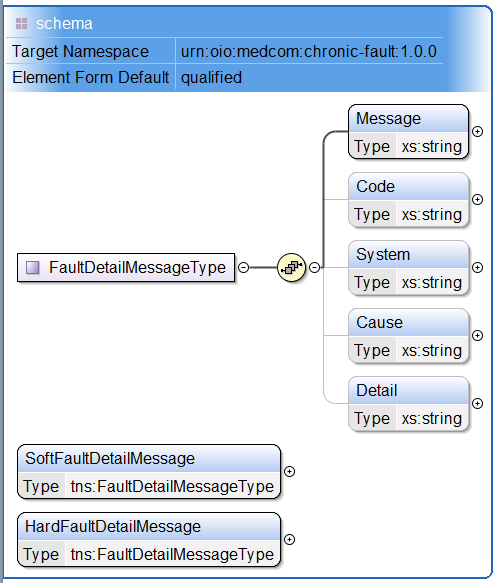 schema
Target Namespace urn:oio:medcom:chronic-fault:1.0.0
Element Form Default qualified
Message
Type xs:string
Code
Type xs:string
System
Type xs:string
FaultDetailMessageType
Cause
Type xs:string
Detail
Type xs:string
SoftFaultDetailMessage
Type tns:FaultDetailMessageType
HardFaultDetailMessage
Type tns:FaultDetailMessageType